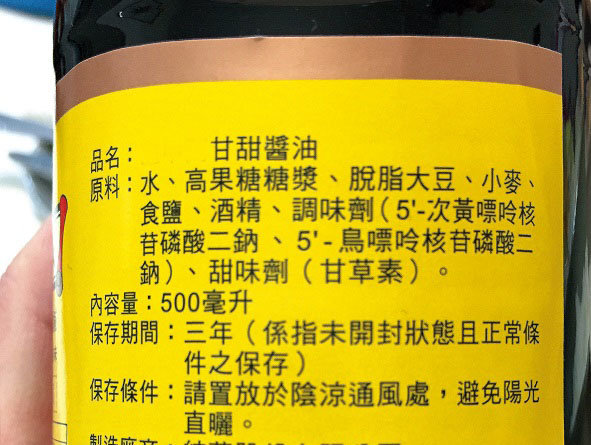 品名： 甘甜醬油
原料：水、高果糖糖漿、脫脂大豆、小麥、
食鹽、酒精、調味劑（5'-次黃嘌呤核
苷磷酸二鈉、5'-鳥嘌呤核苷磷酸二
鈉）、甜味劑（甘草素）。
內容量：500毫升
保存期間：三年（係指未開封狀態且正常條
件之保存）
保存條件：請置放於陰涼通風處，避免陽光
直曬。